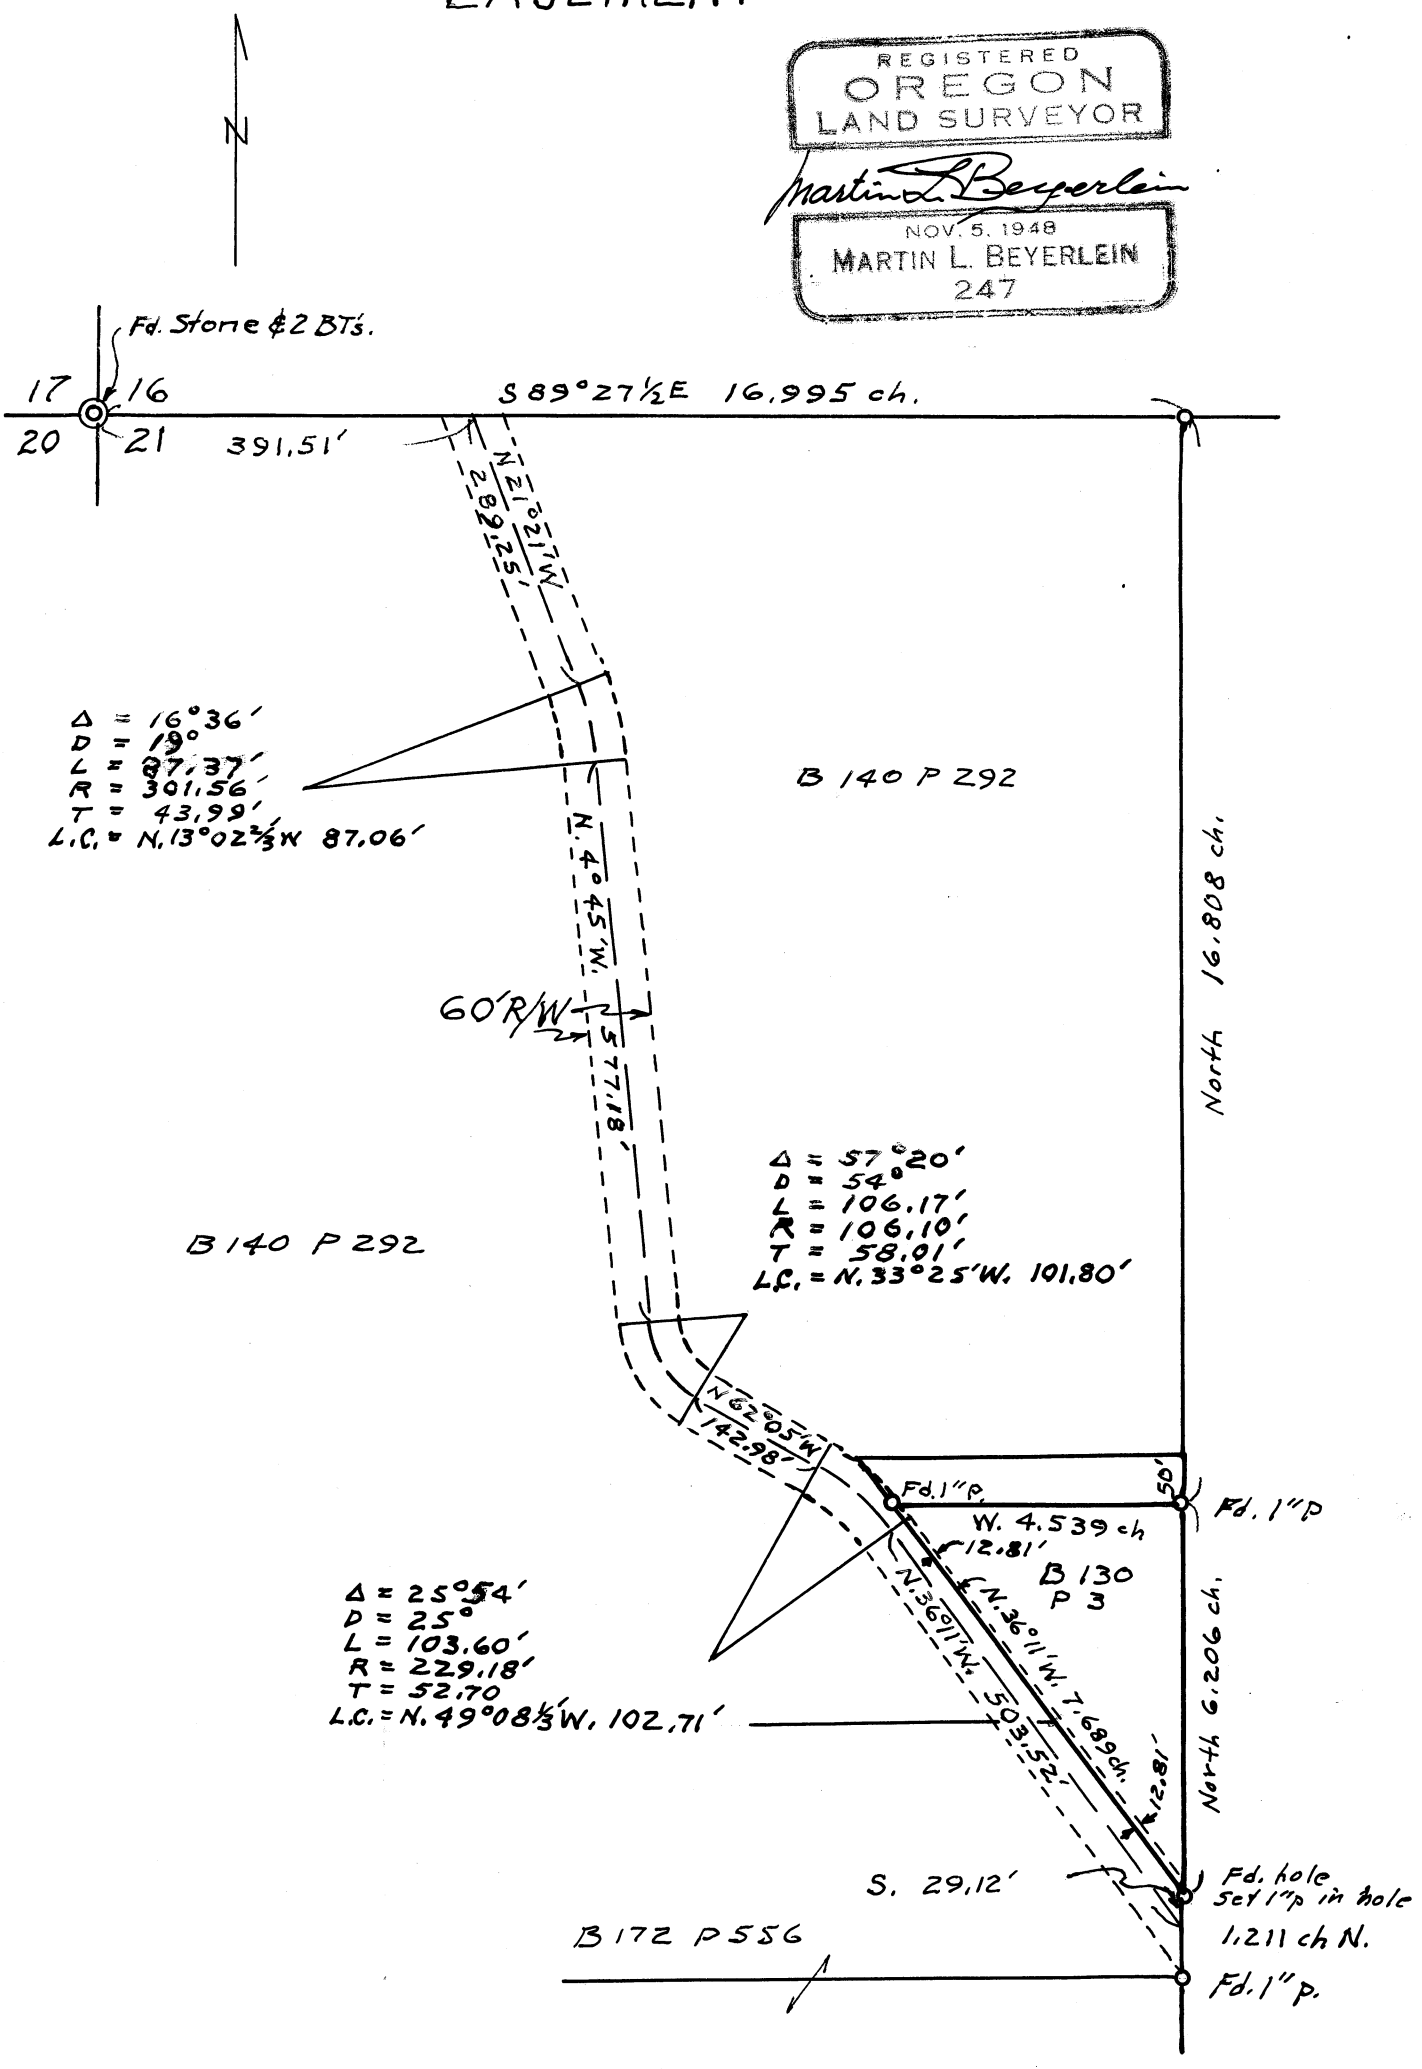 EASEMENT
N
REGISTERED
OREGON
LAND SURVEYOR
Martin L. Beyerlein
NOV. 5, 1948
MARTIN L. BEYERLEIN
247
Fd. Stone & 2 BT's.
17 16
20 21
S 89°27½E 16.995 ch.
391.51'
N 21°21'W
289.25'
Δ = 16°36'
D = 19°
L = 87.37'
R = 301.56'
T = 43.99'
L.C. = N.13°02⅔W 87.06'
B 140 P 292
N. 4°45'W.
577.18'
North 16.808 ch.
60'R/W
Δ = 57°20'
D = 54°
L = 106.17'
R = 106.10'
T = 58.01'
L.C. = N.33°25'W. 101.80'
B 140 P 292
N 62°05'W
142.98'
50'
Fd. 1"p.
Fd. 1"p
W. 4.539 ch
12.81'
B 130
P 3
N.36°11'W. 7.689 ch.
N.36°11'W. 503.52'
Δ = 25°54'
D = 25°
L = 103.60'
R = 229.18'
T = 52.70
L.C. = N. 49°08⅓'W. 102.71'
North 6.206 ch.
12.81'
S. 29.12'
Fd. hole
set 1"p in hole
1.211 ch N.
B 172 P 556
Fd. 1"p.